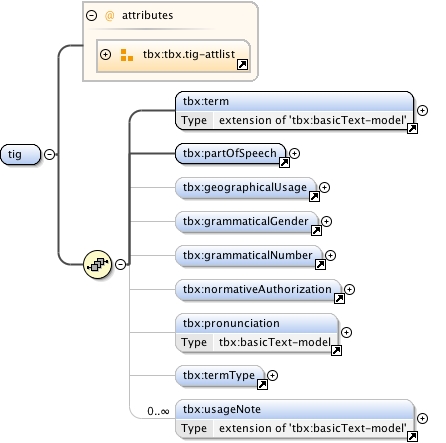 attributes
tbx:tbx.tig-attlist
tig
tbx:term
Type extension of 'tbx:basicText-model'
tbx:partOfSpeech
tbx:geographicalUsage
tbx:grammaticalGender
tbx:grammaticalNumber
tbx:normativeAuthorization
tbx:pronunciation
Type tbx:basicText-model
tbx:termType
0..∞
tbx:usageNote
Type extension of 'tbx:basicText-model'